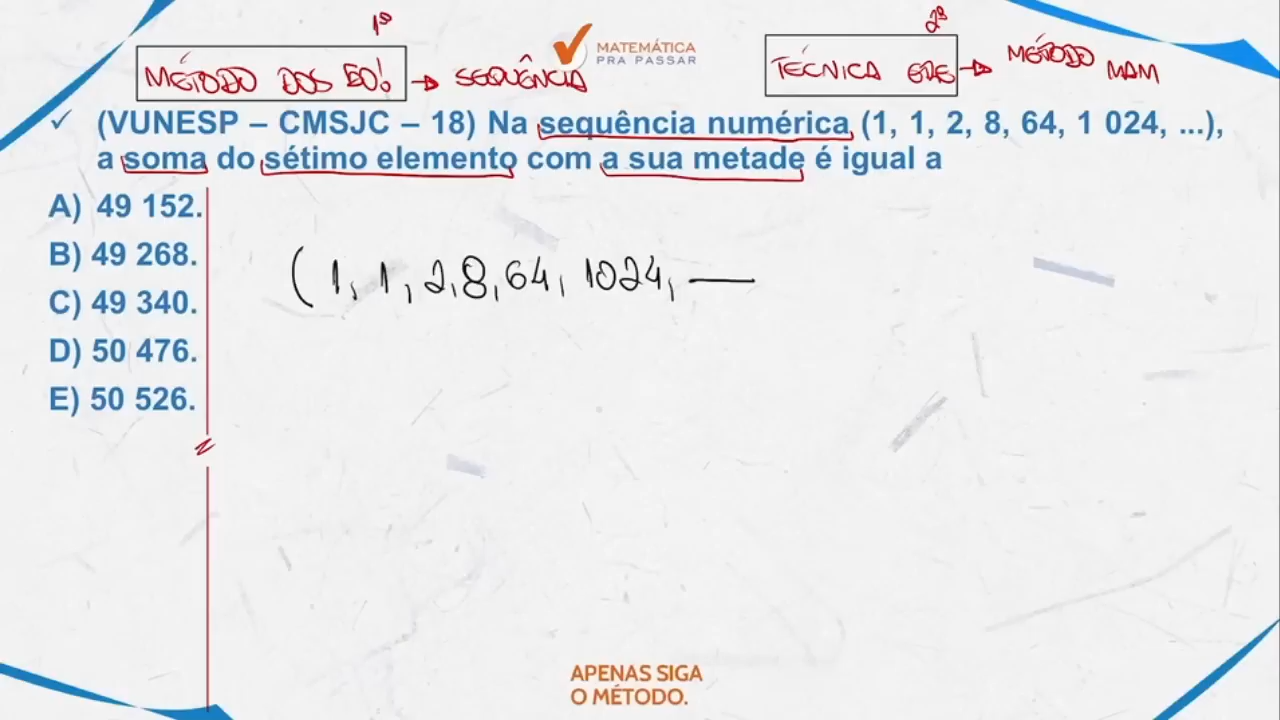 1º
2º
MÉTODO DOS 50! → SEQUÊNCIA
MATEMÁTICA
PRA PASSAR
TÉCNICA → MÉTODO MAM
✓ (VUNESP – CMSJC – 18) Na sequência numérica (1, 1, 2, 8, 64, 1 024, ...),
a soma do sétimo elemento com a sua metade é igual a
A) 49 152.
B) 49 268.
C) 49 340.
D) 50 476.
E) 50 526.
( 1, 1, 2, 8, 64, 1024, —
APENAS SIGA
O MÉTODO.